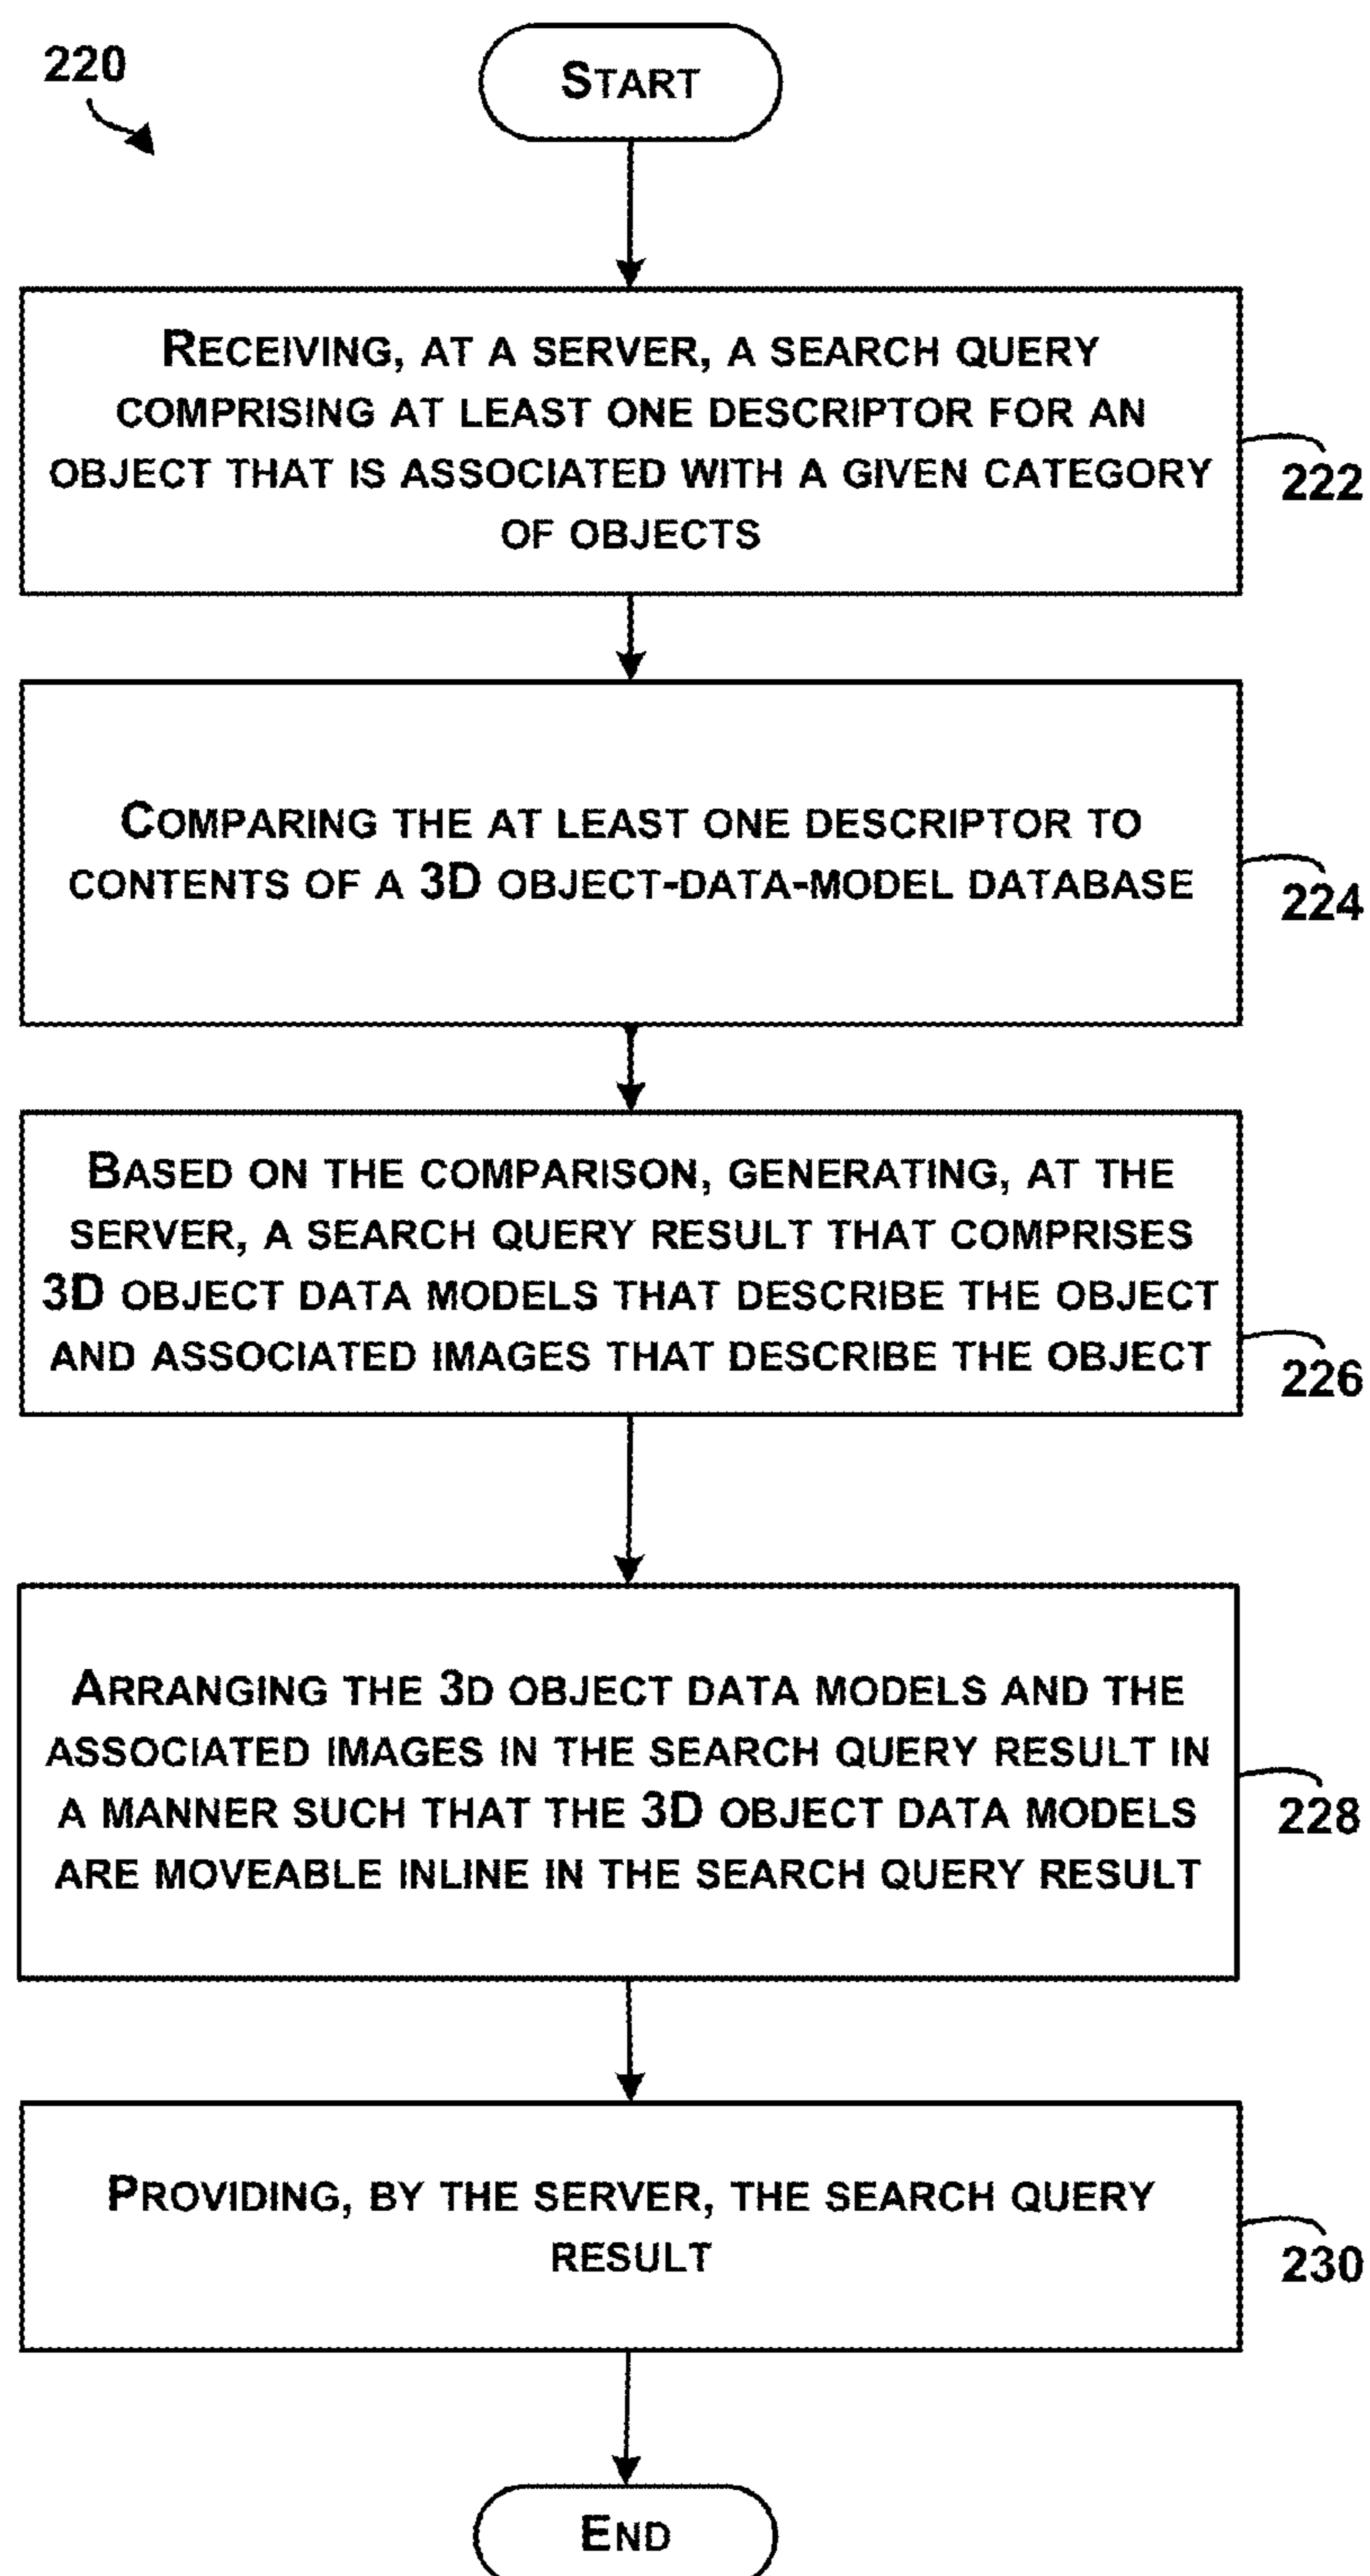 220
START
RECEIVING, AT A SERVER, A SEARCH QUERY
COMPRISING AT LEAST ONE DESCRIPTOR FOR AN
OBJECT THAT IS ASSOCIATED WITH A GIVEN CATEGORY
OF OBJECTS
222
COMPARING THE AT LEAST ONE DESCRIPTOR TO
CONTENTS OF A 3D OBJECT-DATA-MODEL DATABASE
224
BASED ON THE COMPARISON, GENERATING, AT THE
SERVER, A SEARCH QUERY RESULT THAT COMPRISES
3D OBJECT DATA MODELS THAT DESCRIBE THE OBJECT
AND ASSOCIATED IMAGES THAT DESCRIBE THE OBJECT
226
ARRANGING THE 3D OBJECT DATA MODELS AND THE
ASSOCIATED IMAGES IN THE SEARCH QUERY RESULT IN
A MANNER SUCH THAT THE 3D OBJECT DATA MODELS
ARE MOVEABLE INLINE IN THE SEARCH QUERY RESULT
228
PROVIDING, BY THE SERVER, THE SEARCH QUERY
RESULT
230
END